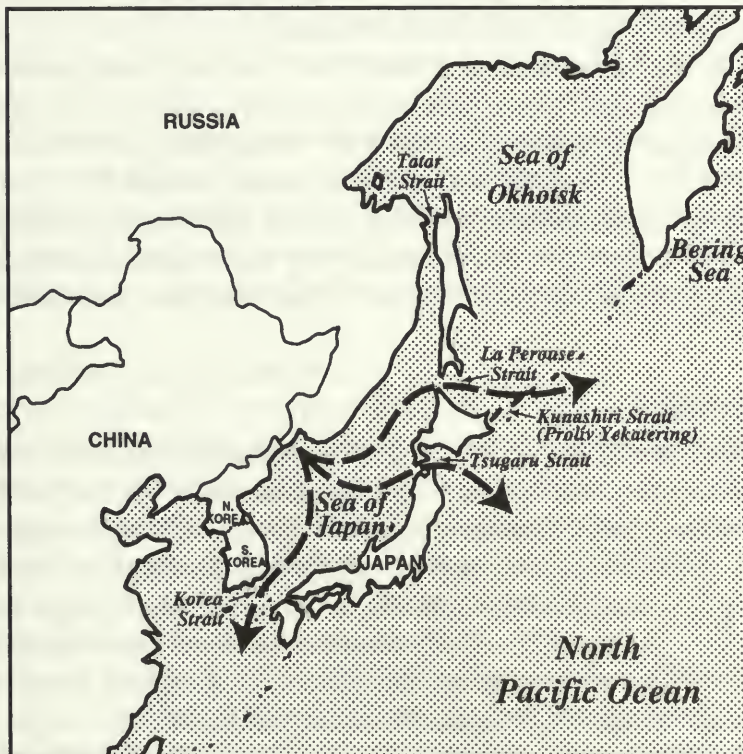 RUSSIA
Tatar
Strait
Sea of
Okhotsk
Bering
Sea
La Perouse
Strait
Kunashiri Strait
(Proliv Yekatering)
CHINA
Tsugaru Strait
N.
KOREA
Sea of
Japan
S.
KOREA
JAPAN
Korea
Strait
North
Pacific Ocean